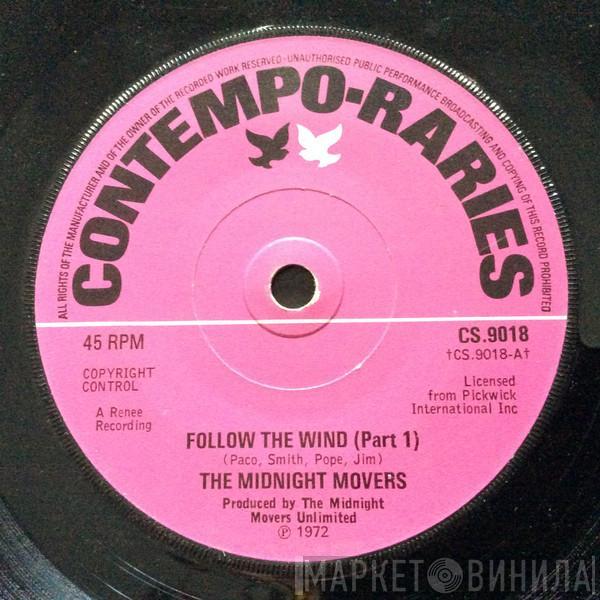 ALL RIGHTS OF THE MANUFACTURER AND OF THE OWNER OF THE RECORDED WORK RESERVED-UNAUTHORISED PUBLIC PERFORMANCE BROADCASTING AND COPYING OF THIS RECORD PROHIBITED
CONTEMPO-RARIES
45 RPM
CS.9018
†CS.9018-A†
COPYRIGHT
CONTROL
Licensed
from Pickwick
International Inc
A Renee
Recording
FOLLOW THE WIND (Part 1)
(Paco, Smith, Pope, Jim)
THE MIDNIGHT MOVERS
Produced by The Midnight
Movers Unlimited
℗ 1972
МАРКЕТ ВИНИЛА